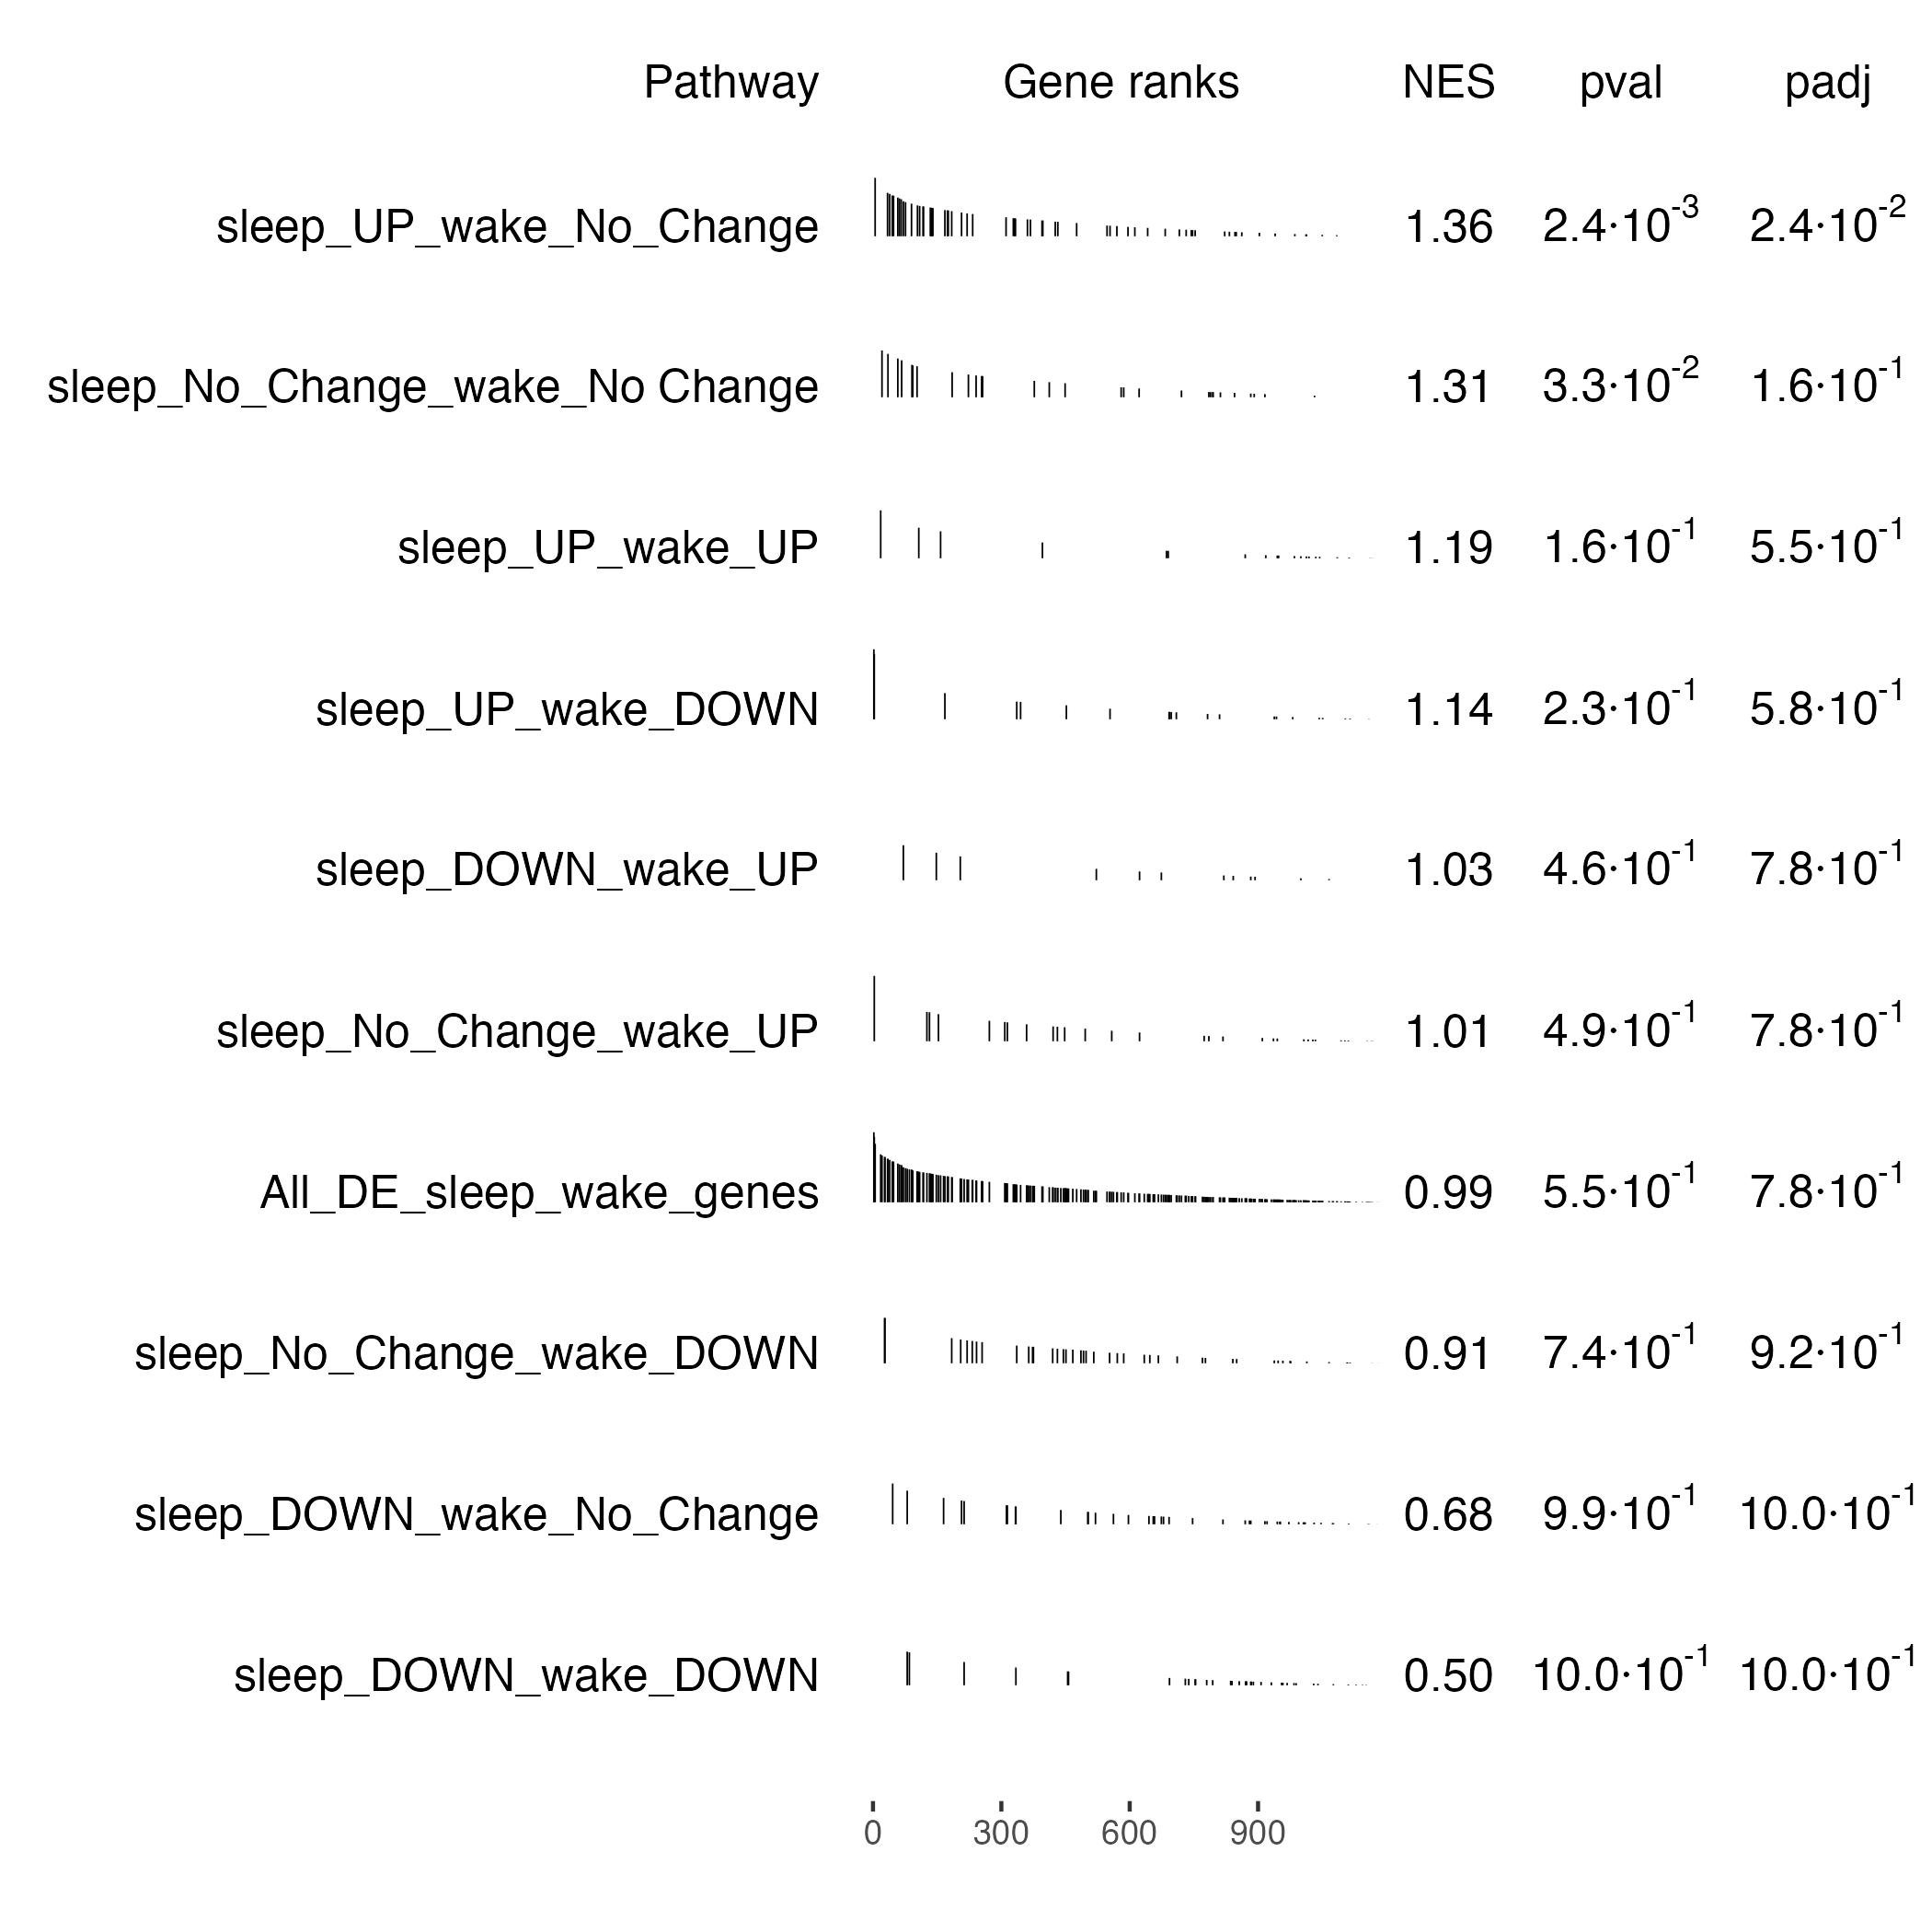 Pathway Gene ranks NES pval padj
sleep_UP_wake_No_Change 1.36 2.4·10⁻³ 2.4·10⁻²
sleep_No_Change_wake_No Change 1.31 3.3·10⁻² 1.6·10⁻¹
sleep_UP_wake_UP 1.19 1.6·10⁻¹ 5.5·10⁻¹
sleep_UP_wake_DOWN 1.14 2.3·10⁻¹ 5.8·10⁻¹
sleep_DOWN_wake_UP 1.03 4.6·10⁻¹ 7.8·10⁻¹
sleep_No_Change_wake_UP 1.01 4.9·10⁻¹ 7.8·10⁻¹
All_DE_sleep_wake_genes 0.99 5.5·10⁻¹ 7.8·10⁻¹
sleep_No_Change_wake_DOWN 0.91 7.4·10⁻¹ 9.2·10⁻¹
sleep_DOWN_wake_No_Change 0.68 9.9·10⁻¹ 10.0·10⁻¹
sleep_DOWN_wake_DOWN 0.50 10.0·10⁻¹ 10.0·10⁻¹
0 300 600 900